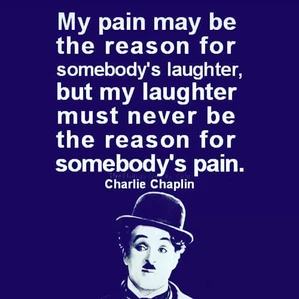 My pain may be
the reason for
somebody's laughter,
but my laughter
must never be
the reason for
somebody's pain.
Charlie Chaplin